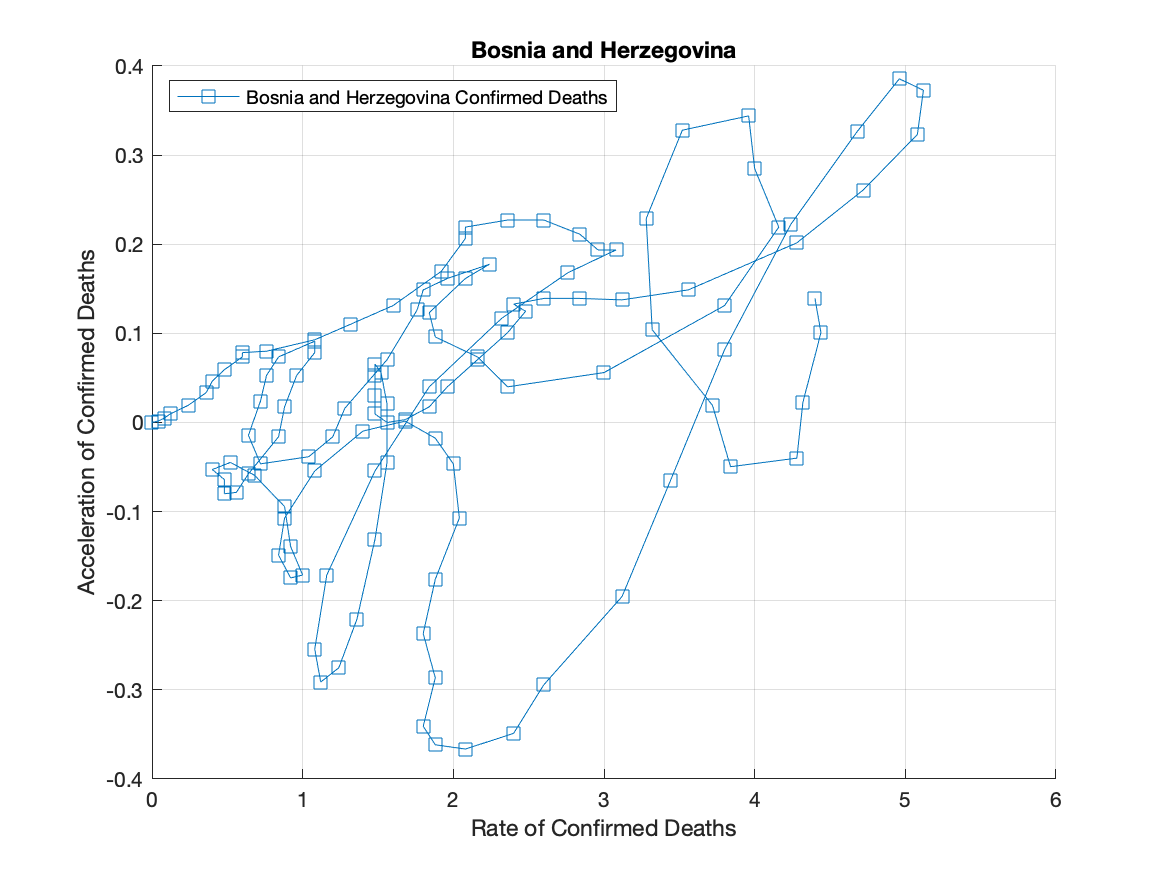 Bosnia and Herzegovina
Bosnia and Herzegovina Confirmed Deaths
Acceleration of Confirmed Deaths
0.4
0.3
0.2
0.1
0
-0.1
-0.2
-0.3
-0.4
0 1 2 3 4 5 6
Rate of Confirmed Deaths